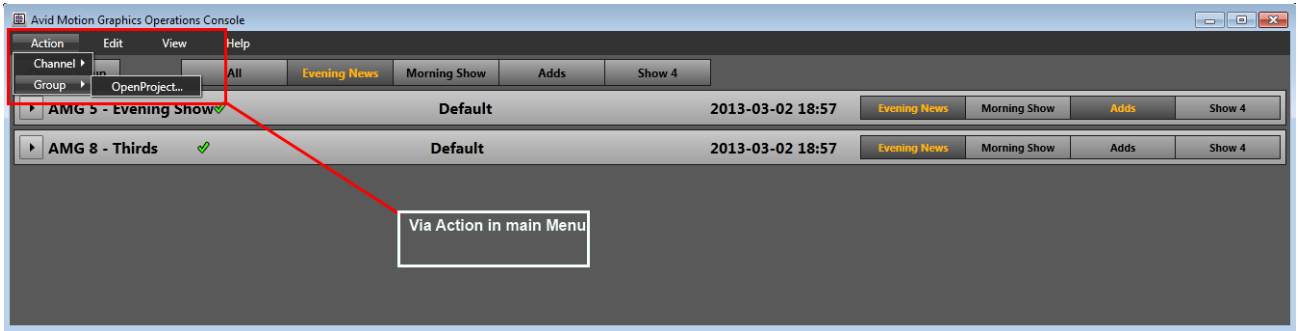 Avid Motion Graphics Operations Console
Action Edit View Help
Channel
Group OpenProject...
All Evening News Morning Show Adds Show 4
AMG 5 - Evening Show Default 2013-03-02 18:57 Evening News Morning Show Adds Show 4
AMG 8 - Thirds Default 2013-03-02 18:57 Evening News Morning Show Adds Show 4
Via Action in main Menu